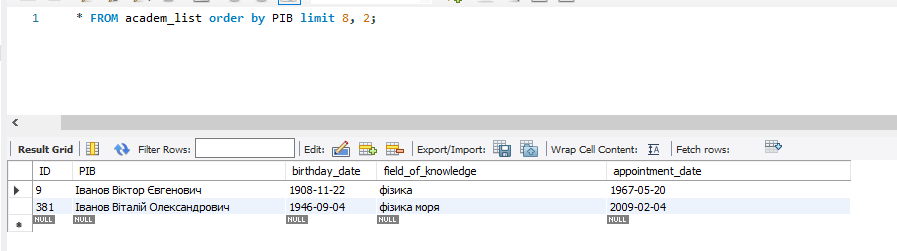 1 * FROM academ_list order by PIB limit 8, 2;
Result Grid Filter Rows: Edit: Export/Import: Wrap Cell Content: Fetch rows:
ID PIB birthday_date field_of_knowledge appointment_date
9 Іванов Віктор Євгенович 1908-11-22 фізика 1967-05-20
381 Іванов Віталій Олександрович 1946-09-04 фізика моря 2009-02-04
NULL NULL NULL NULL NULL